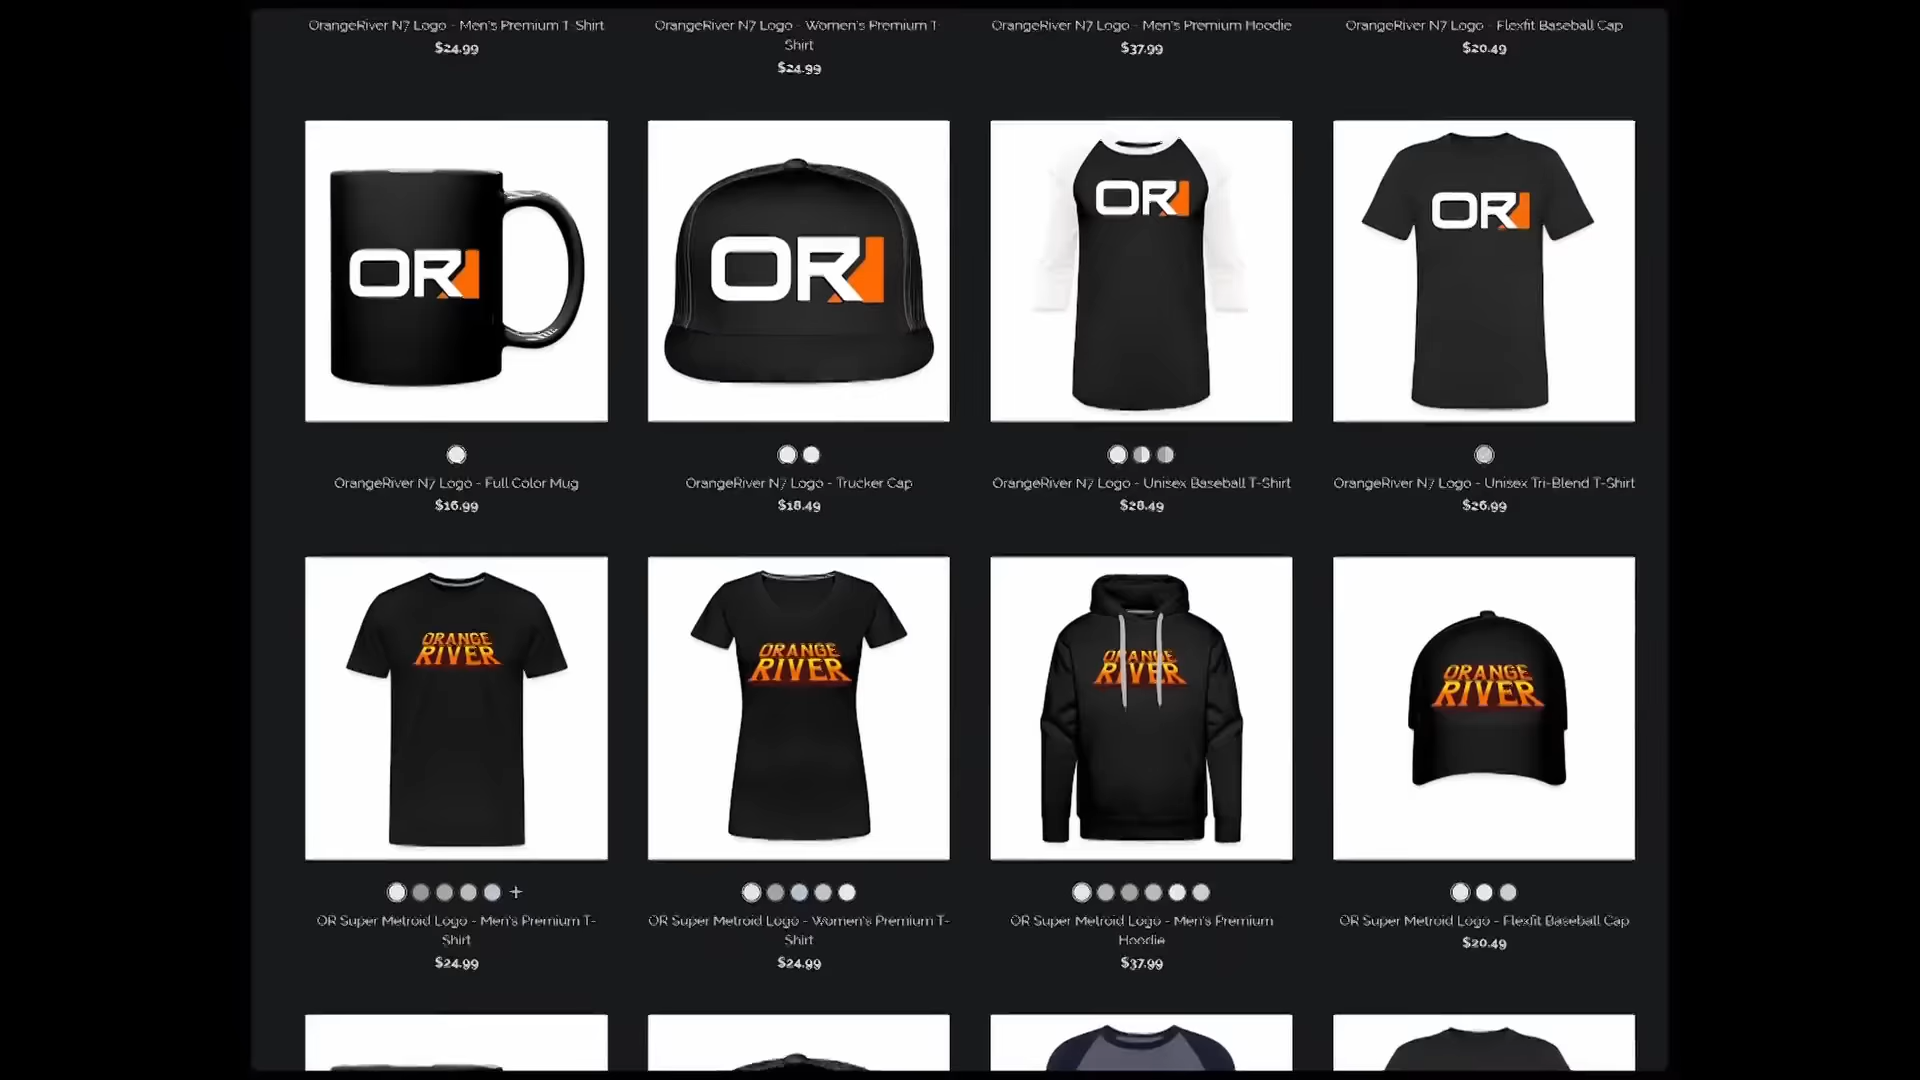 OrangeRiver N7 Logo - Men's Premium T-Shirt
$24.99
OrangeRiver N7 Logo - Women's Premium T-
Shirt
$24.99
OrangeRiver N7 Logo - Men's Premium Hoodie
$37.99
OrangeRiver N7 Logo - Flexfit Baseball Cap
$20.49
OR
OR
OR
OR
OrangeRiver N7 Logo - Full Color Mug
$16.99
OrangeRiver N7 Logo - Trucker Cap
$18.49
OrangeRiver N7 Logo - Unisex Baseball T-Shirt
$28.49
OrangeRiver N7 Logo - Unisex Tri-Blend T-Shirt
$26.99
ORANGE
RIVER
ORANGE
RIVER
ORANGE
RIVER
ORANGE
RIVER
+
OR Super Metroid Logo - Men's Premium T-
Shirt
$24.99
OR Super Metroid Logo - Women's Premium T-
Shirt
$24.99
OR Super Metroid Logo - Men's Premium
Hoodie
$37.99
OR Super Metroid Logo - Flexfit Baseball Cap
$20.49